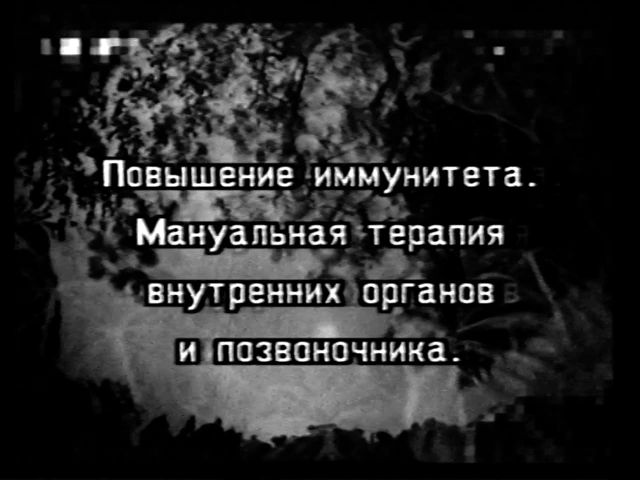 Повышение иммунитета.
Мануальная терапия
внутренних органов
и позвоночника.